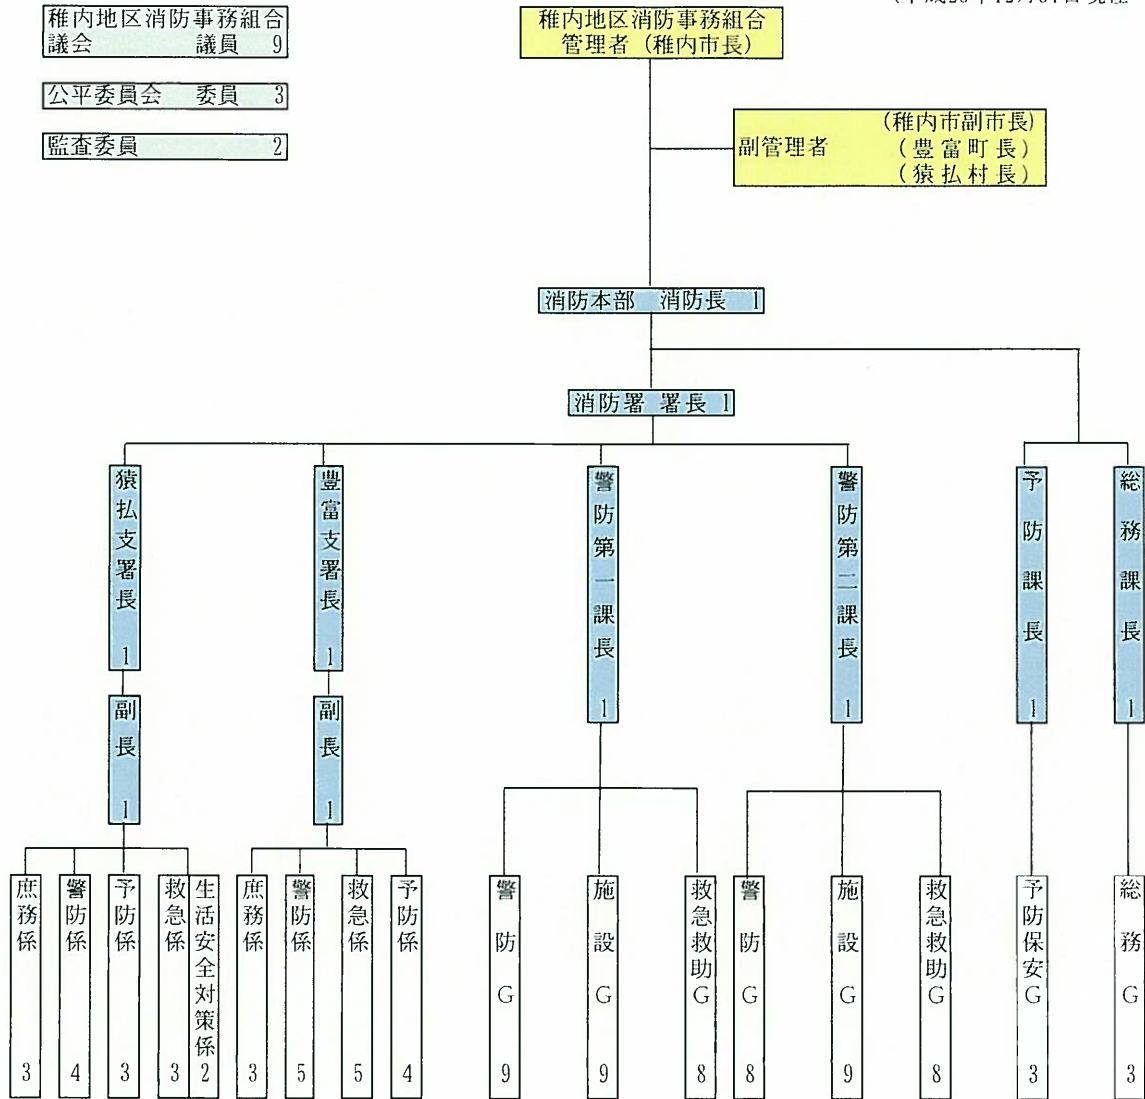 稚内地区消防事務組合
議会 議員 9
公平委員会 委員 3
監査委員 2
稚内地区消防事務組合
管理者 (稚内市長)
副管理者
(稚内市副市長)
(豊富町長)
(猿払村長)
消防本部 消防長 1
消防署 署長 1
猿払支署長 1
豊富支署長 1
警防第一課長 1
警防第二課長 1
予防課長 1
総務課長 1
副長 1
副長 1
庶務係 3
警防係 4
予防係 3
救急係 3
生活安全対策係 2
庶務係 3
警防係 5
救急係 5
予防係 4
警防G 9
施設G 9
救急救助G 8
警防G 8
施設G 9
救急救助G 8
予防保安G 3
総務G 3